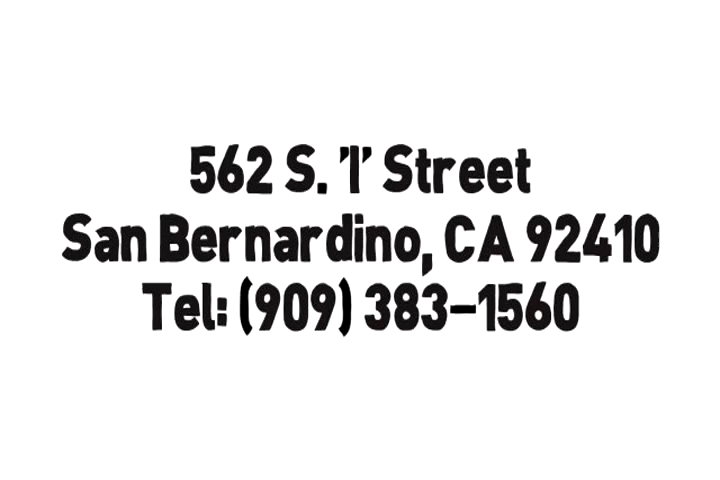 562 S. "I" Street
San Bernardino, CA 92410
Tel: (909) 383-1560